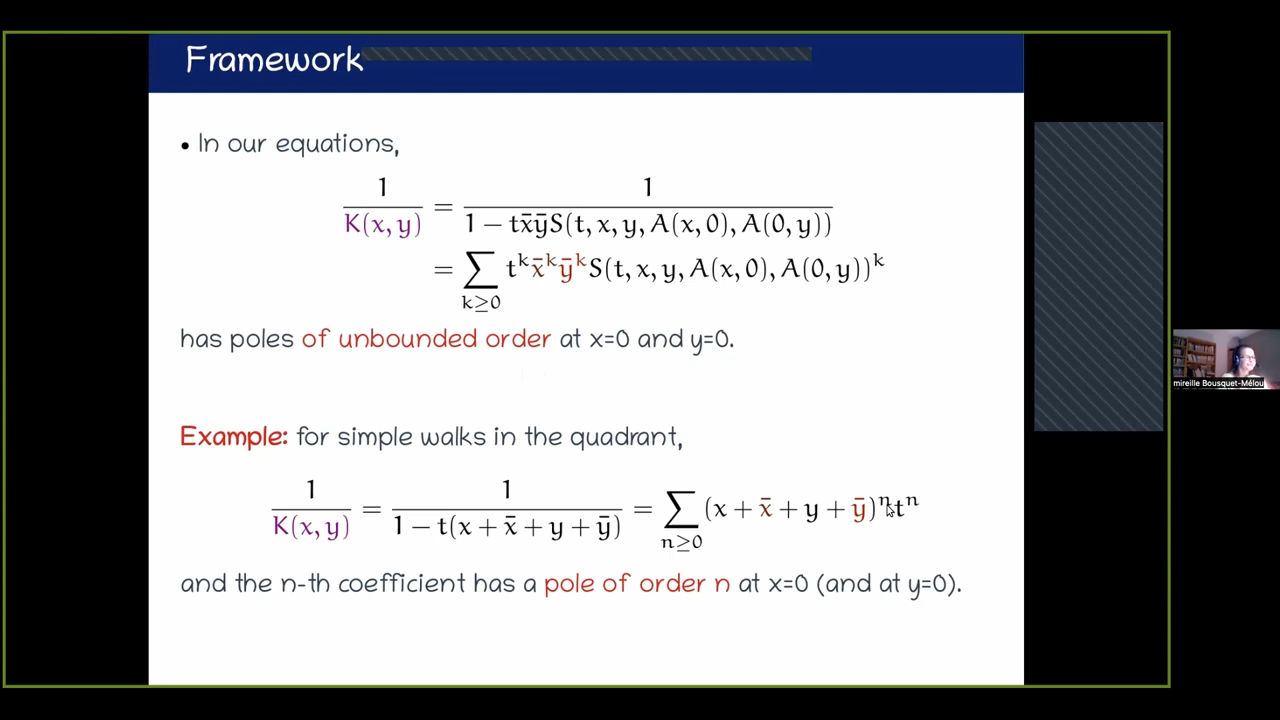 Framework
• In our equations,
1/K(x, y) = 1/(1 − tx̄ȳS(t, x, y, A(x, 0), A(0, y)))
= ∑_{k≥0} t^k x̄^k ȳ^k S(t, x, y, A(x, 0), A(0, y))^k
has poles of unbounded order at x=0 and y=0.
mireille Bousquet-Mélou
Example: for simple walks in the quadrant,
1/K(x, y) = 1/(1 − t(x + x̄ + y + ȳ)) = ∑_{n≥0} (x + x̄ + y + ȳ)^n t^n
and the n-th coefficient has a pole of order n at x=0 (and at y=0).